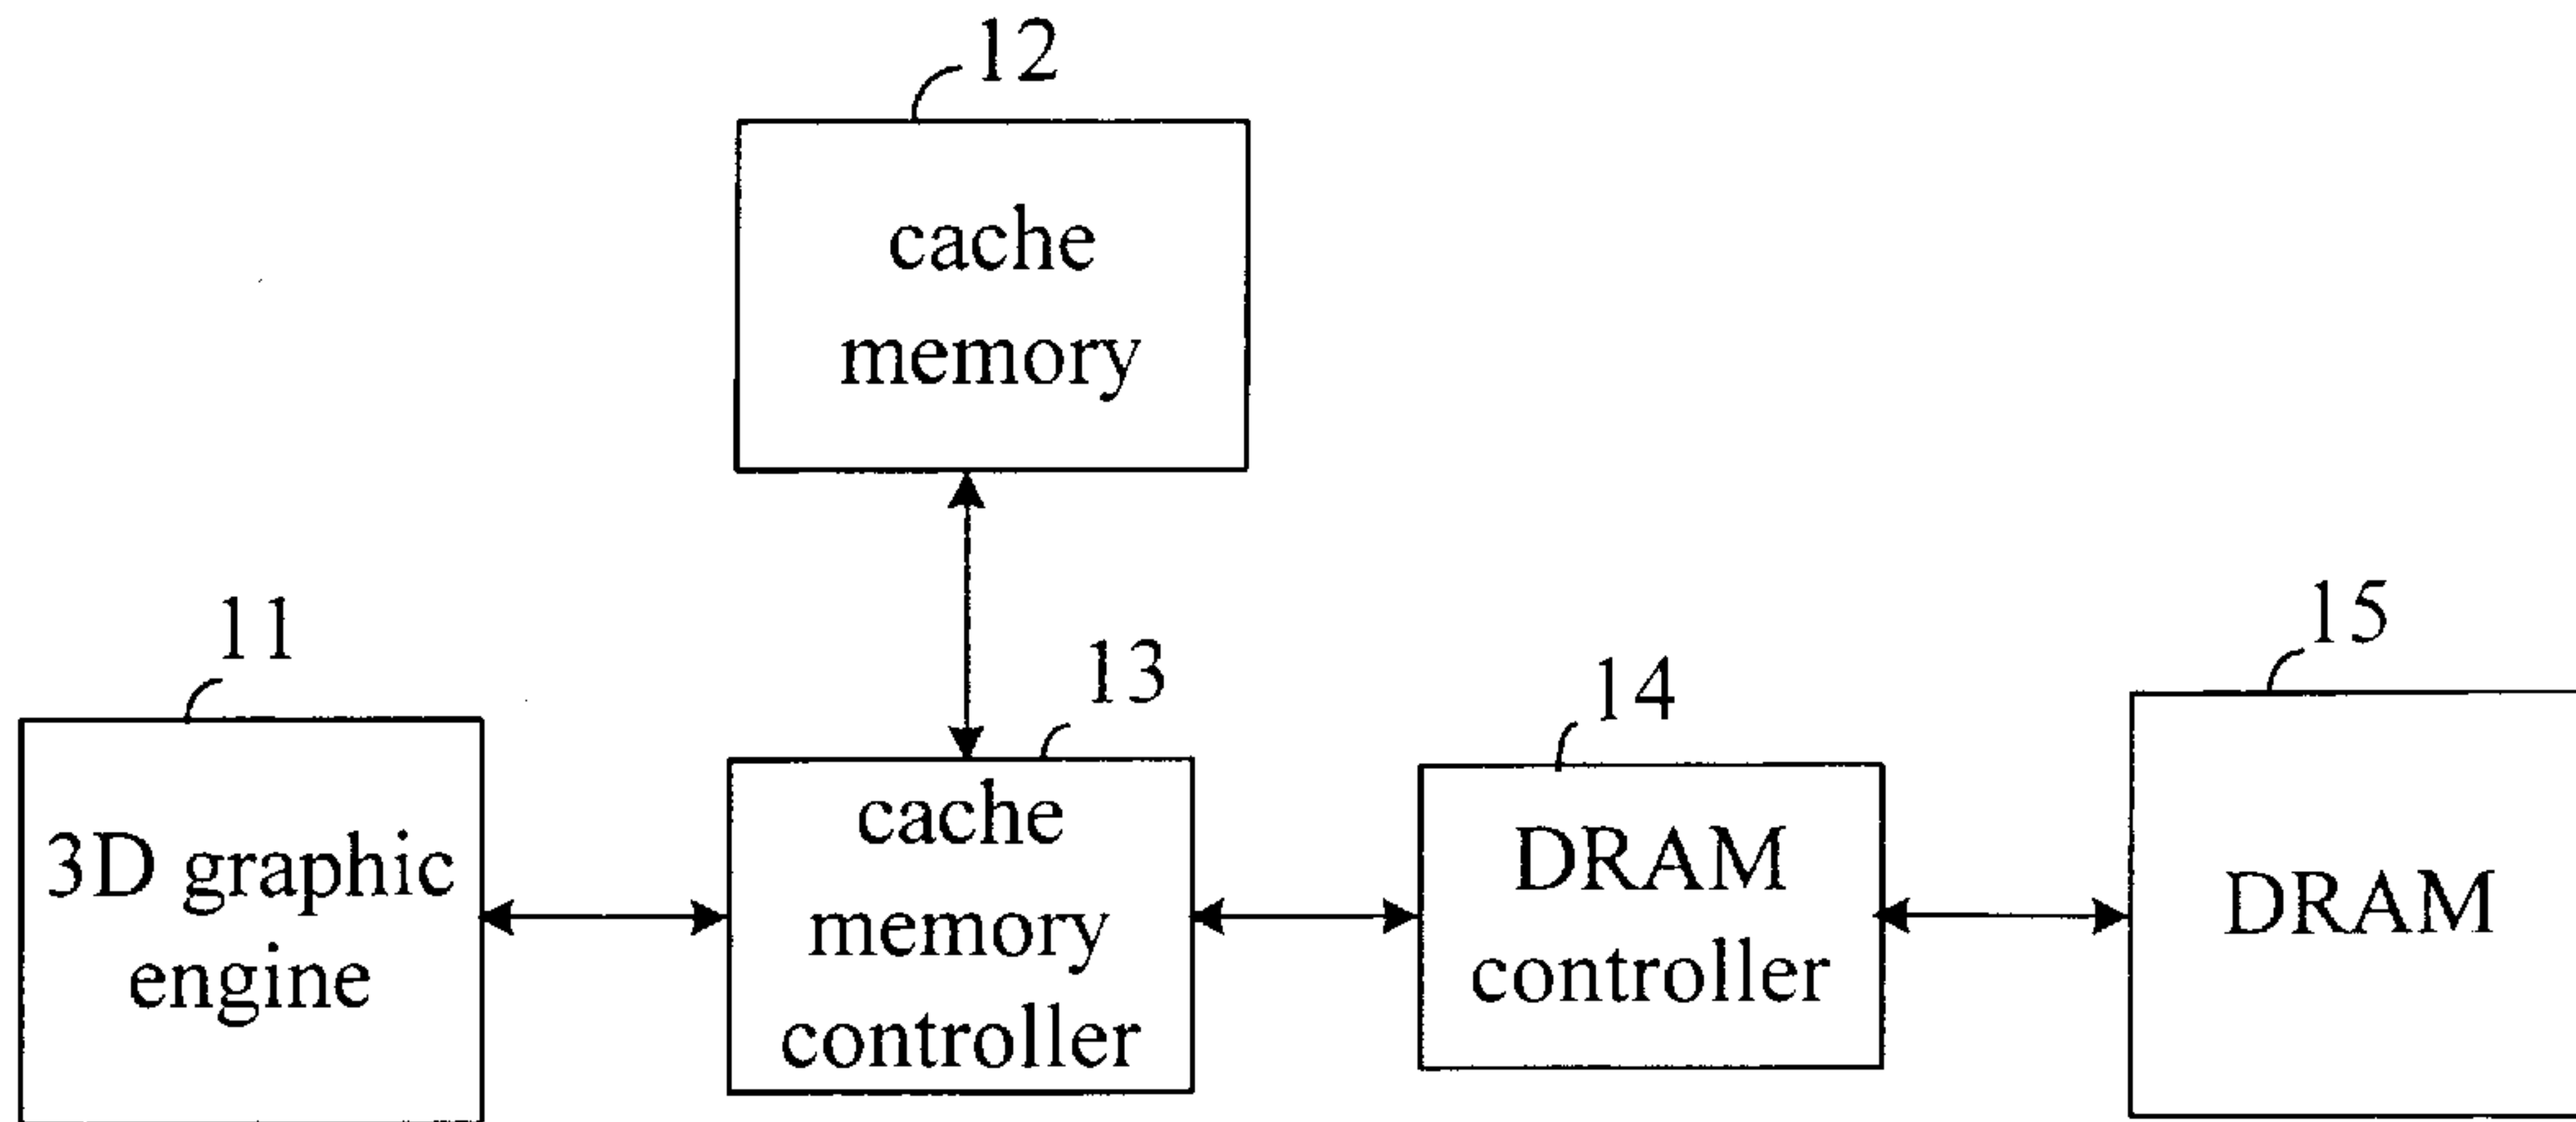 12
cache
memory
11
3D graphic
engine
13
cache
memory
controller
14
DRAM
controller
15
DRAM